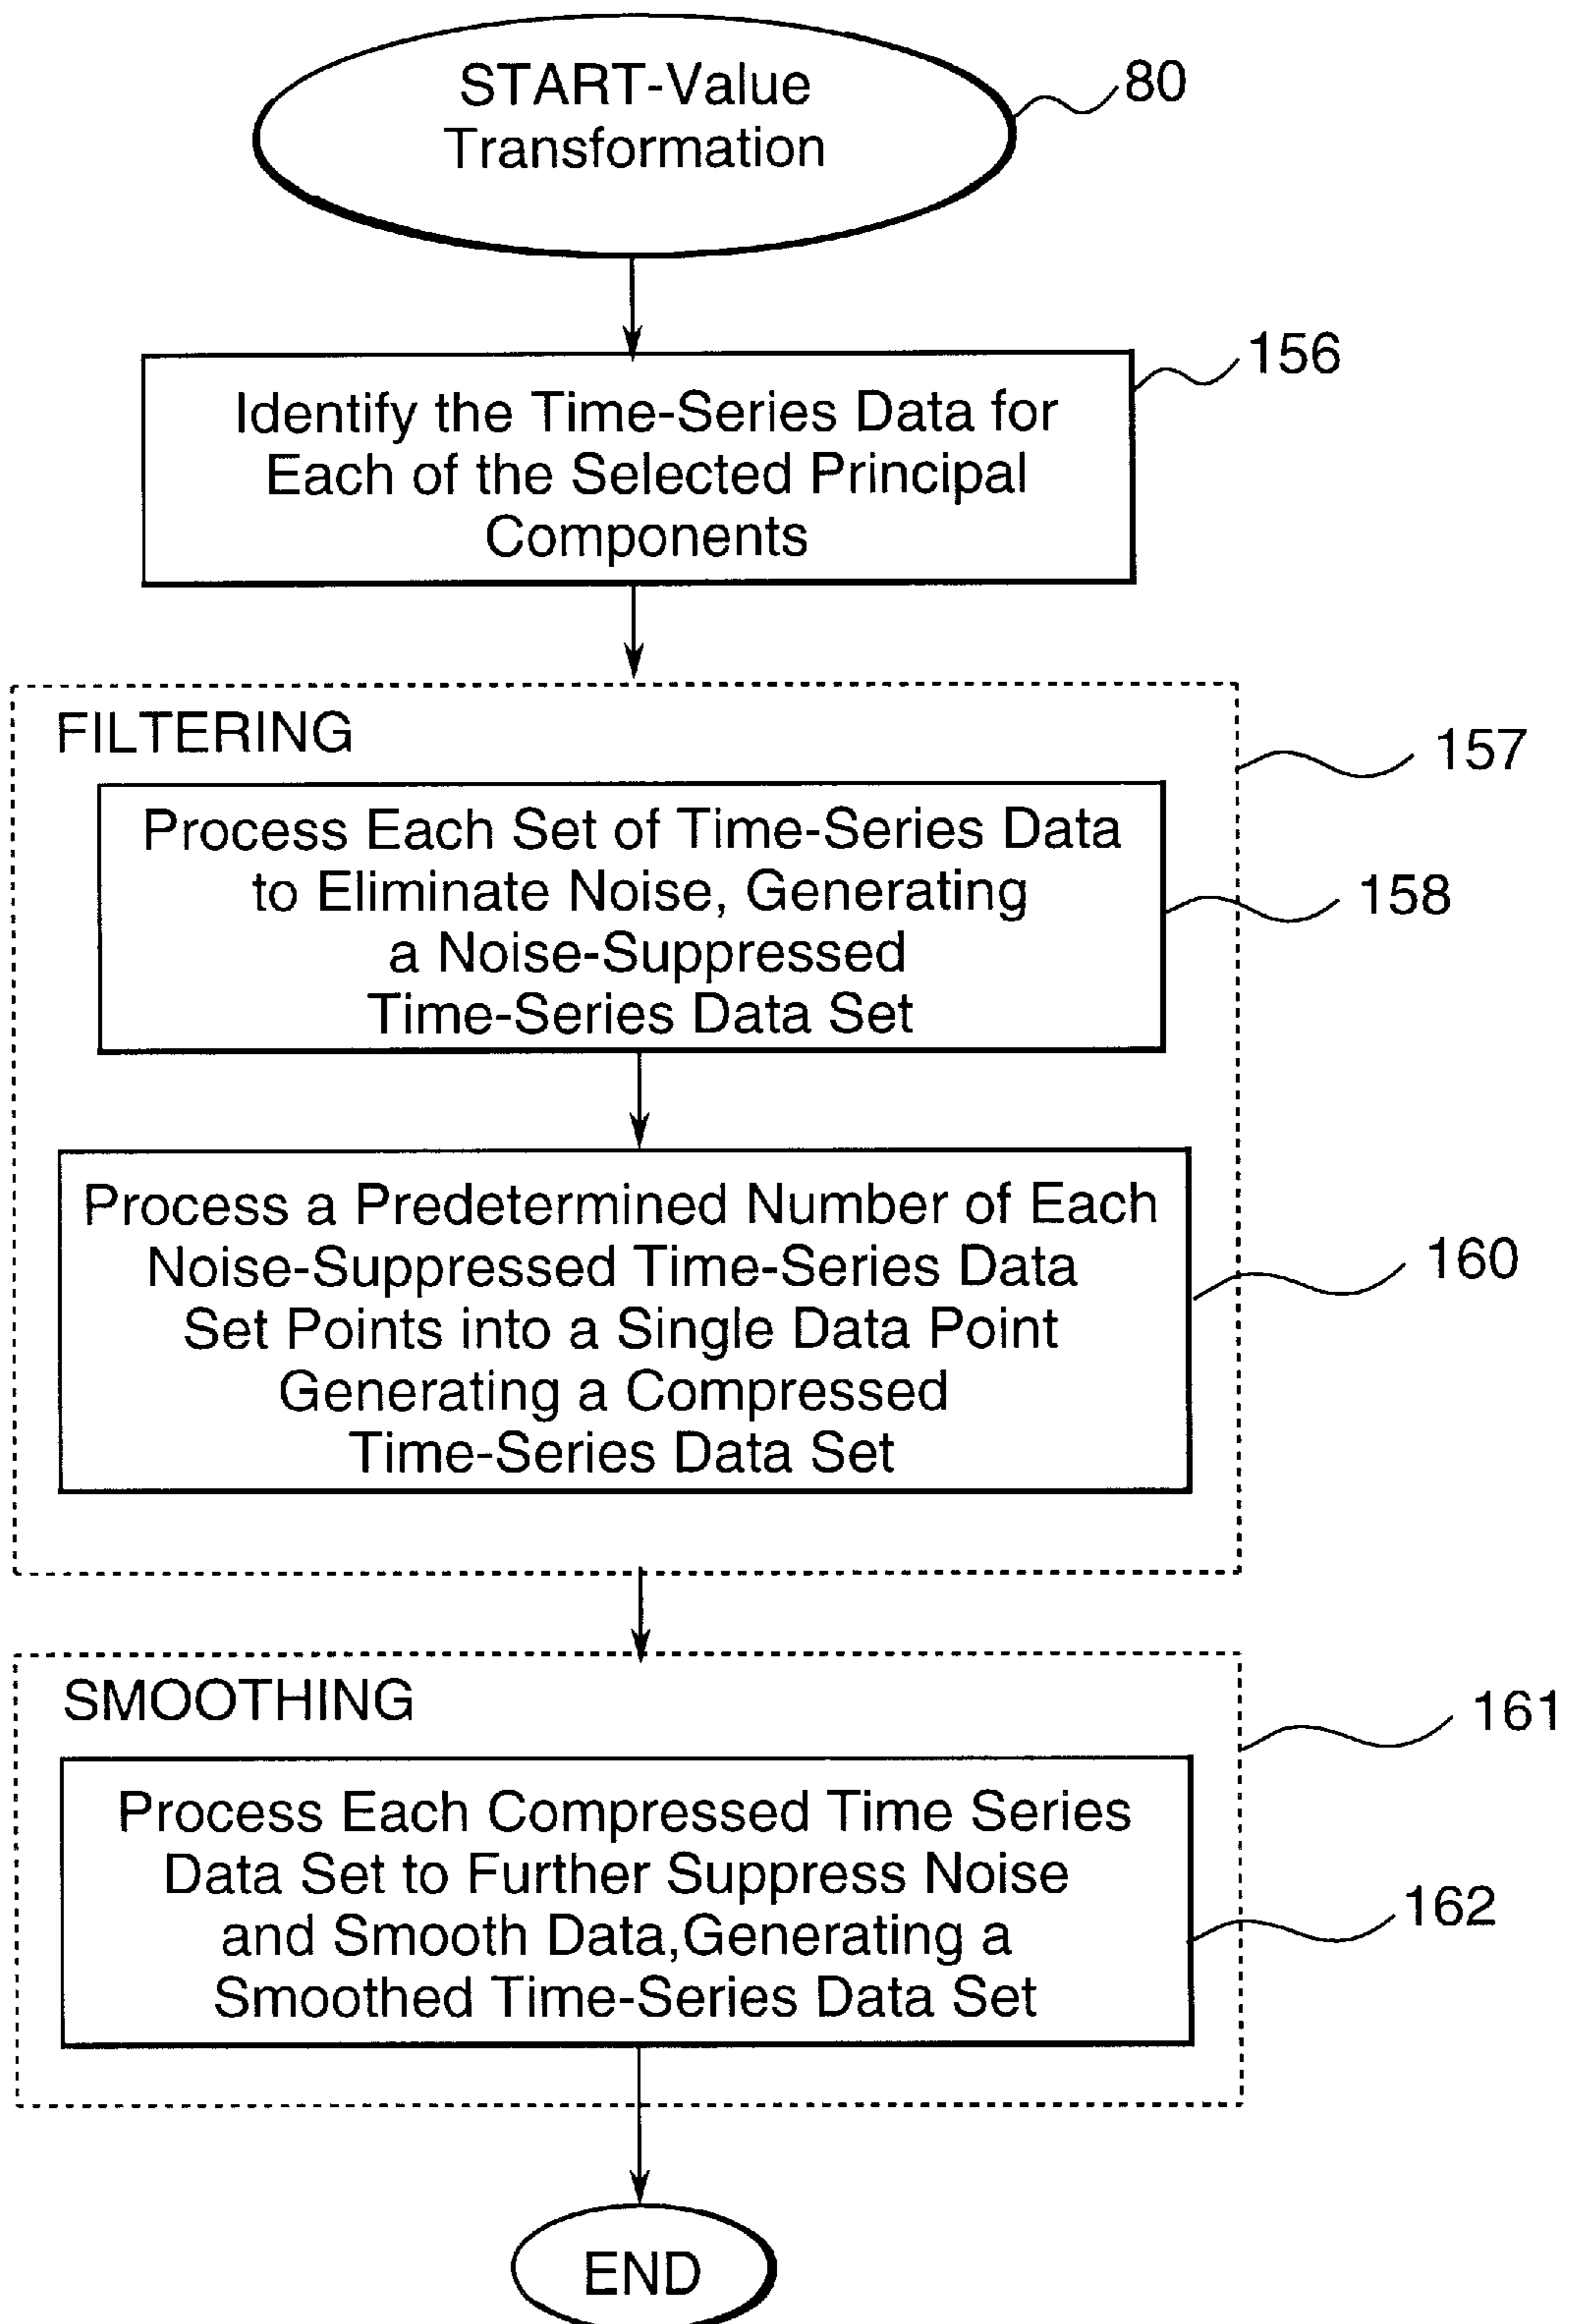 START-Value
Transformation
80
Identify the Time-Series Data for
Each of the Selected Principal
Components
156
FILTERING
157
Process Each Set of Time-Series Data
to Eliminate Noise, Generating
a Noise-Suppressed
Time-Series Data Set
158
Process a Predetermined Number of Each
Noise-Suppressed Time-Series Data
Set Points into a Single Data Point
Generating a Compressed
Time-Series Data Set
160
SMOOTHING
161
Process Each Compressed Time Series
Data Set to Further Suppress Noise
and Smooth Data,Generating a
Smoothed Time-Series Data Set
162
END